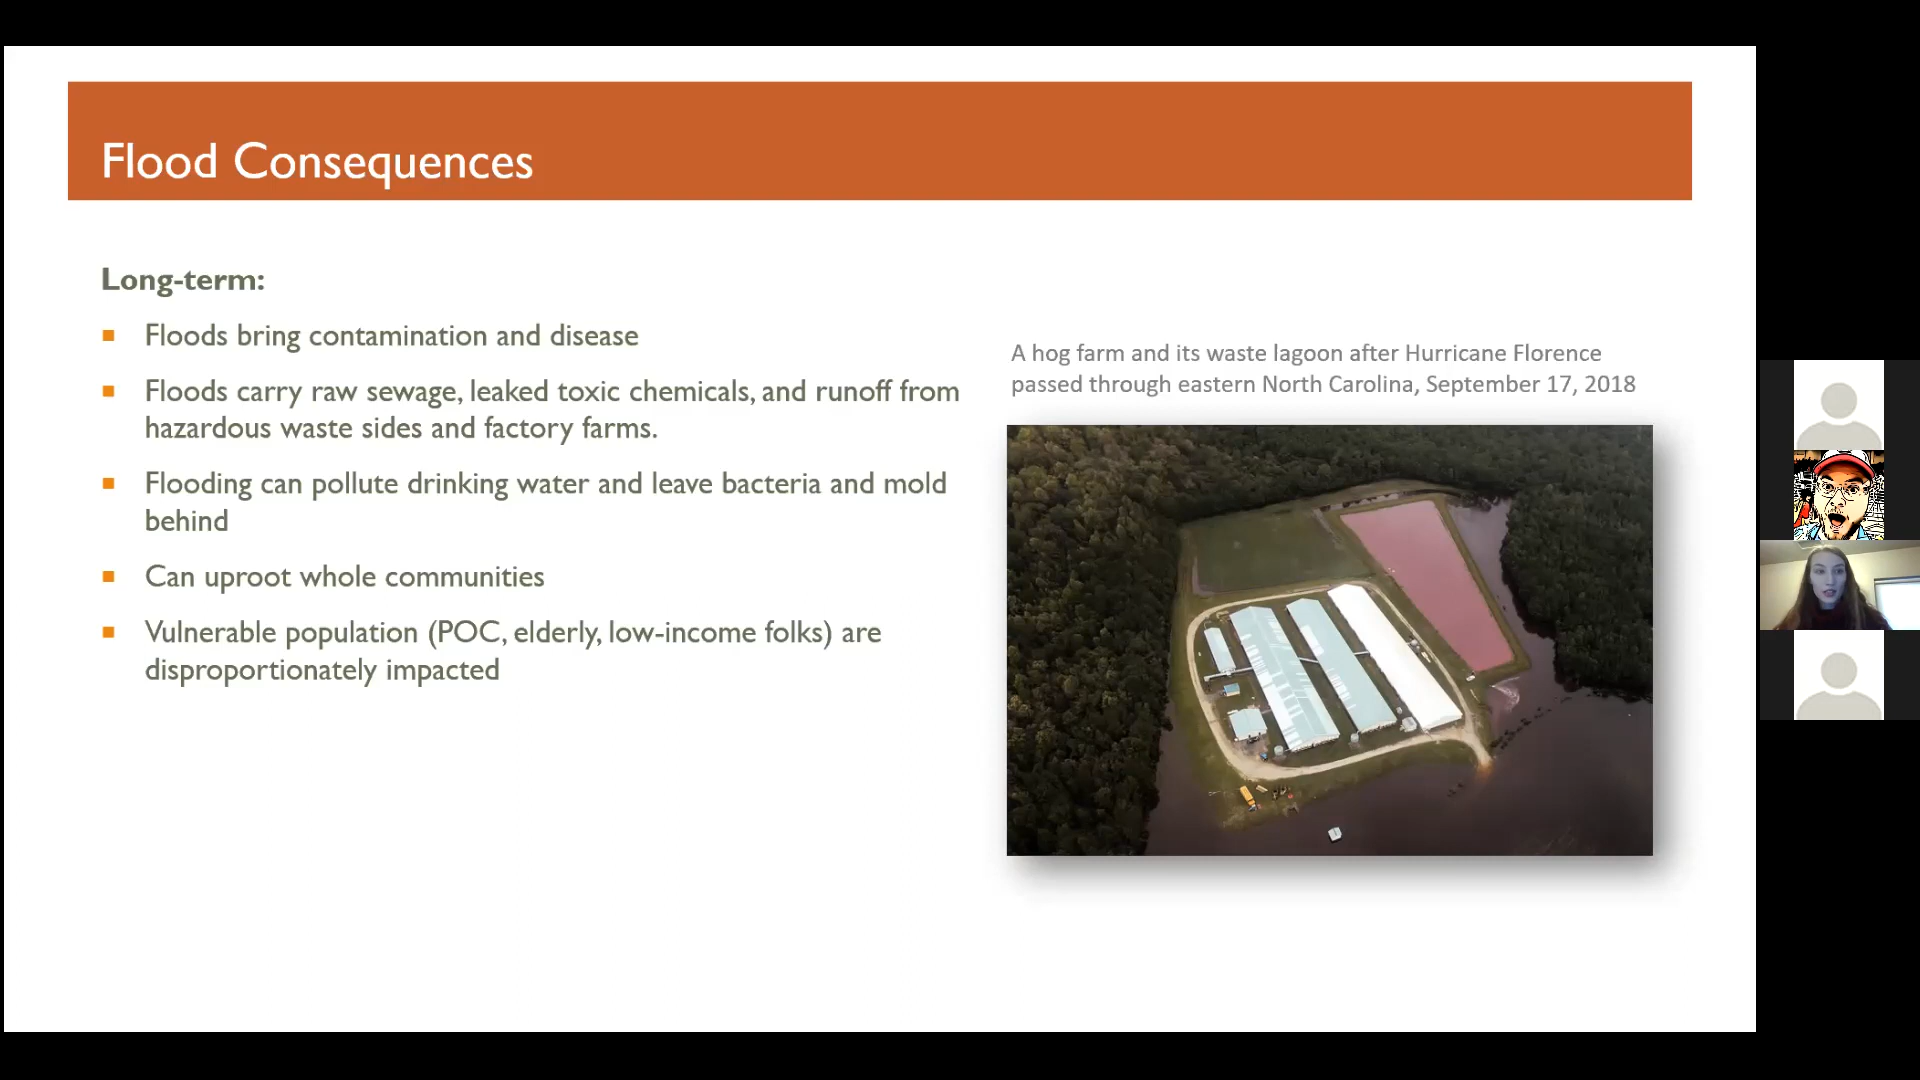 Flood Consequences
Long-term:
Floods bring contamination and disease
Floods carry raw sewage, leaked toxic chemicals, and runoff from
hazardous waste sides and factory farms.
Flooding can pollute drinking water and leave bacteria and mold
behind
Can uproot whole communities
Vulnerable population (POC, elderly, low-income folks) are
disproportionately impacted
A hog farm and its waste lagoon after Hurricane Florence
passed through eastern North Carolina, September 17, 2018